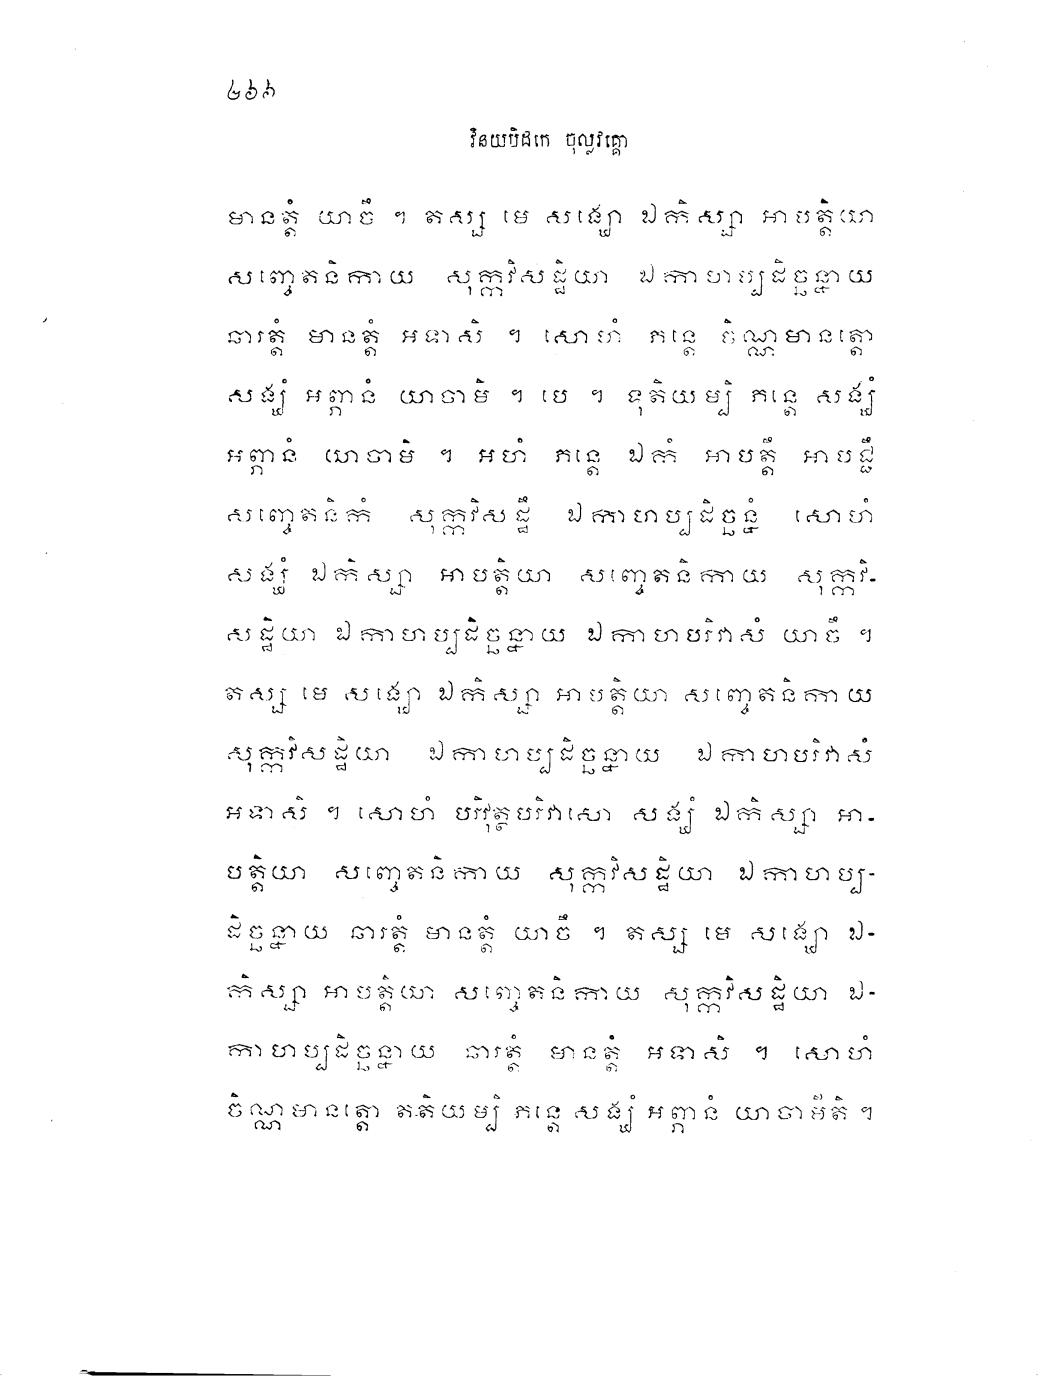 ៤៦៦
វិនយបិដកេ ចុល្លវគ្គោ
មានត្តំ យាចឹ ។ តស្ស មេ សង្ឃោ ឯកិស្សា អាបត្តិយា
សញ្ចេតនិកាយ សុក្កវិសដ្ឋិយា ឯកាហប្បដិច្ឆន្នាយ
ឆារត្តំ មានត្តំ អទាសិ ។ សោហំ ភន្តេ ចិណ្ណមានត្តោ
សង្ឃំ អព្ភានំ យាចាមិ ។ បេ ។ ទុតិយម្បិ ភន្តេ សង្ឃំ
អព្ភានំ យាចាមិ ។ អហំ ភន្តេ ឯកំ អាបត្តឹ អាបជ្ជឹ
សញ្ចេតនិកំ សុក្កវិសដ្ឋឹ ឯកាហប្បដិច្ឆន្នំ សោហំ
សង្ឃំ ឯកិស្សា អាបត្តិយា សញ្ចេតនិកាយ សុក្កវិ-
សដ្ឋិយា ឯកាហប្បដិច្ឆន្នាយ ឯកាហបរិវាសំ យាចឹ ។
តស្ស មេ សង្ឃោ ឯកិស្សា អាបត្តិយា សញ្ចេតនិកាយ
សុក្កវិសដ្ឋិយា ឯកាហប្បដិច្ឆន្នាយ ឯកាហបរិវាសំ
អទាសិ ។ សោហំ បរិវុត្ថបរិវាសោ សង្ឃំ ឯកិស្សា អា-
បត្តិយា សញ្ចេតនិកាយ សុក្កវិសដ្ឋិយា ឯកាហប្ប-
ដិច្ឆន្នាយ ឆារត្តំ មានត្តំ យាចឹ ។ តស្ស មេ សង្ឃោ ឯ-
កិស្សា អាបត្តិយា សញ្ចេតនិកាយ សុក្កវិសដ្ឋិយា ឯ-
កាហប្បដិច្ឆន្នាយ ឆារត្តំ មានត្តំ អទាសិ ។ សោហំ
ចិណ្ណមានត្តោ តតិយម្បិ ភន្តេ សង្ឃំ អព្ភានំ យាចាមីតិ ។